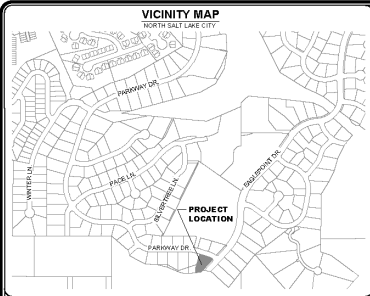 VICINITY MAP
NORTH SALT LAKE CITY
PARKWAY DR.
WINTER LN.
PACE LN.
SILVERTREE LN.
EAGLEPOINT DR.
PROJECT
LOCATION
PARKWAY DR.